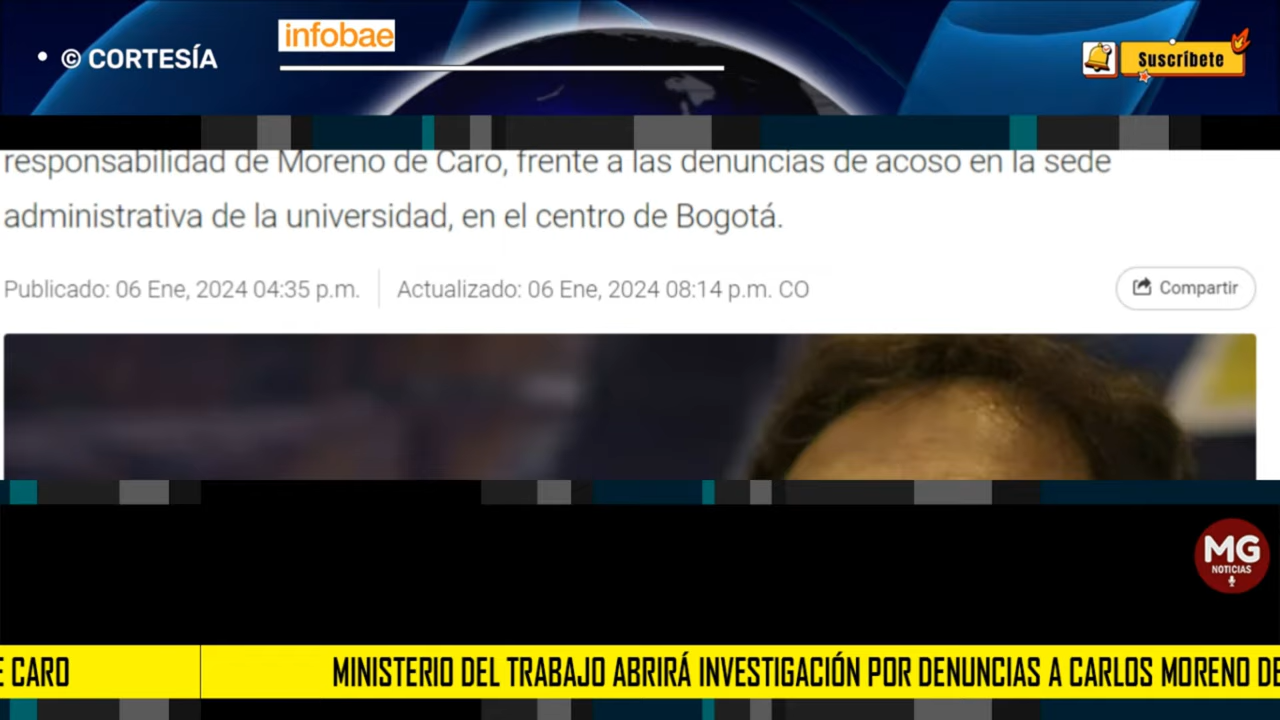 • © CORTESÍA
infobae
Suscríbete
responsabilidad de Moreno de Caro, frente a las denuncias de acoso en la sede
administrativa de la universidad, en el centro de Bogotá.
Publicado: 06 Ene, 2024 04:35 p.m.
Actualizado: 06 Ene, 2024 08:14 p.m. CO
Compartir
MG
NOTICIAS
E CARO
MINISTERIO DEL TRABAJO ABRIRÁ INVESTIGACIÓN POR DENUNCIAS A CARLOS MORENO DE